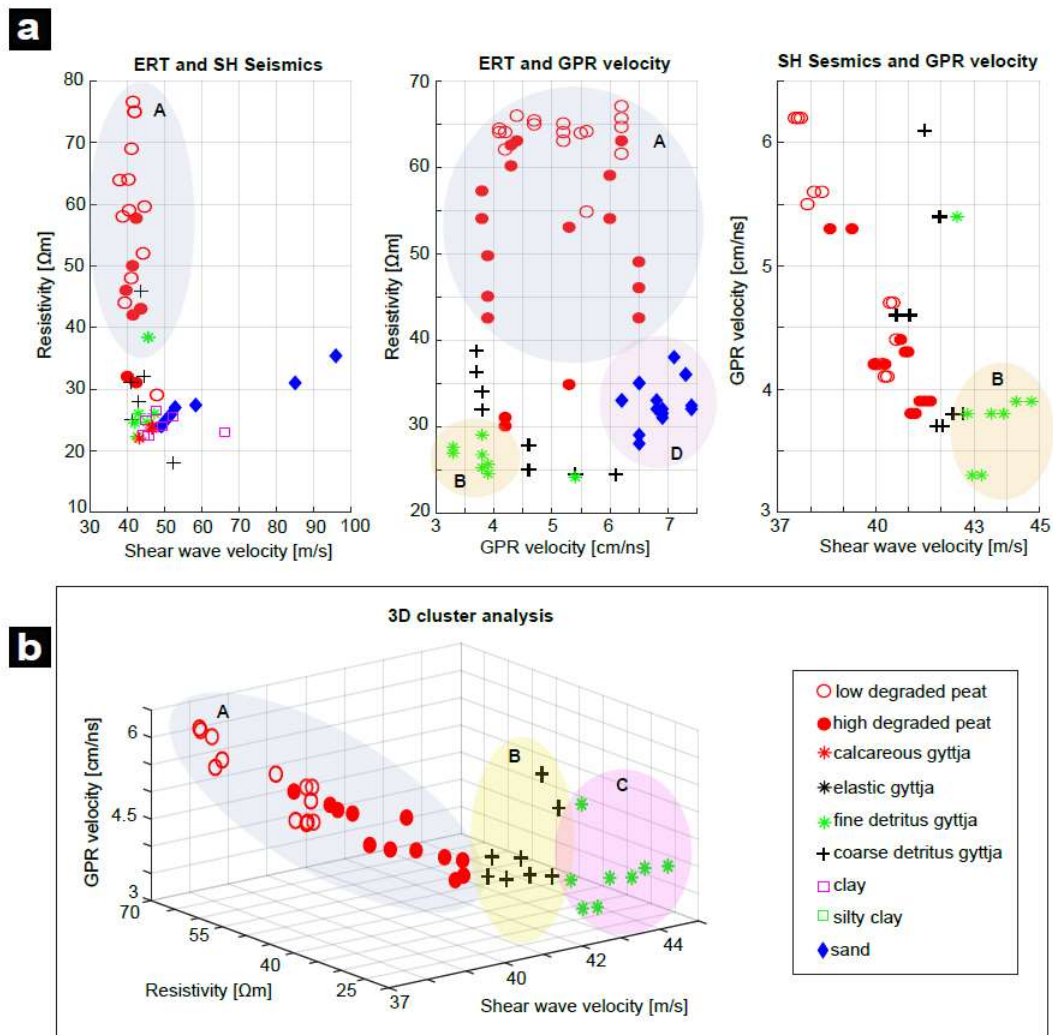 a
ERT and SH Seismics
80
70
60
50
40
30
20
10
30 40 50 60 70 80 90 100
Resistivity [Ωm]
Shear wave velocity [m/s]
A
ERT and GPR velocity
70
60
50
40
30
20
3 4 5 6 7
Resistivity [Ωm]
GPR velocity [cm/ns]
A
B
D
SH Sesmics and GPR velocity
6
5
4
3
37 40 43 45
GPR velocity [cm/ns]
Shear wave velocity [m/s]
B
b
3D cluster analysis
A
B
C
6
4.5
3
GPR velocity [cm/ns]
70
55
40
25
Resistivity [Ωm]
37
40
42
44
Shear wave velocity [m/s]
low degraded peat
high degraded peat
calcareous gyttja
elastic gyttja
fine detritus gyttja
coarse detritus gyttja
clay
silty clay
sand